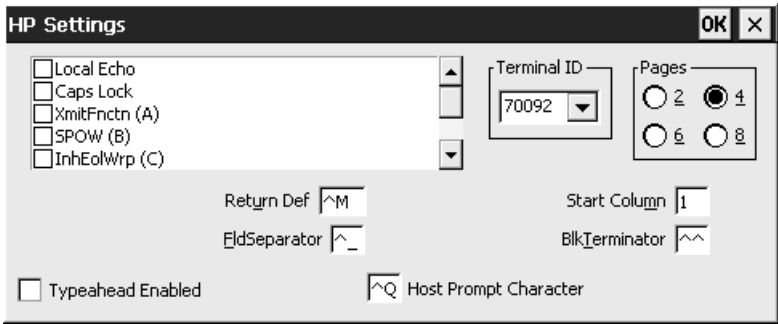 HP Settings OK ×
Local Echo
Caps Lock
XmitFnctn (A)
SPOW (B)
InhEolWrp (C)
Terminal ID
70092
Pages
2 4
6 8
Return Def ^M
Start Column 1
FldSeparator ^_
BlkTerminator ^^
Typeahead Enabled
^Q Host Prompt Character